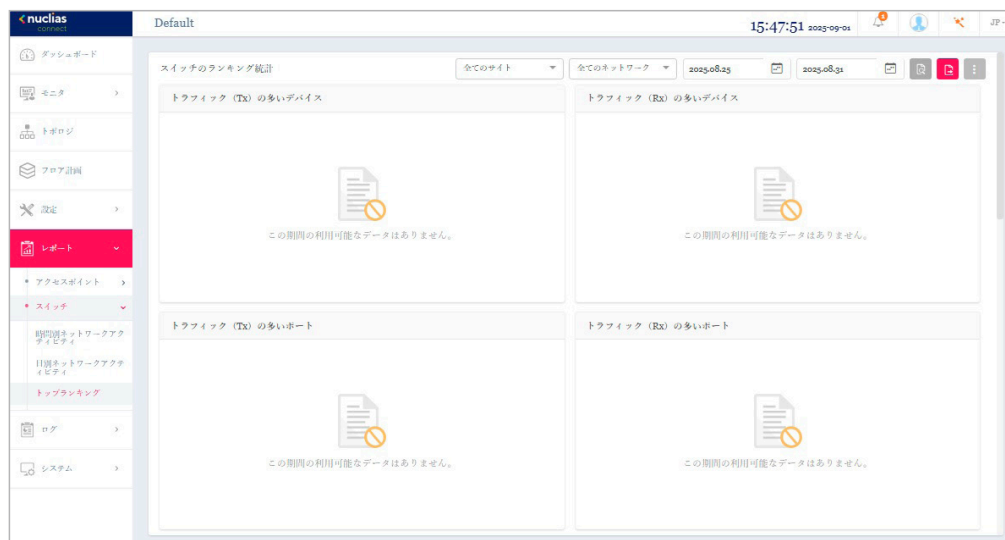 nuclias
connect
Default
15:47:51 2025-09-01
JP-
ダッシュボード
モニタ
トポロジ
フロア計画
設定
レポート
アクセスポイント
スイッチ
時間別ネットワークアク
ティビティ
日別ネットワークアクテ
ィビティ
トップランキング
ログ
システム
スイッチのランキング統計
全てのサイト
全てのネットワーク
2025.08.25
2025.08.31
トラフィック（Tx）の多いデバイス
この期間の利用可能なデータはありません。
トラフィック（Rx）の多いデバイス
この期間の利用可能なデータはありません。
トラフィック（Tx）の多いポート
この期間の利用可能なデータはありません。
トラフィック（Rx）の多いポート
この期間の利用可能なデータはありません。